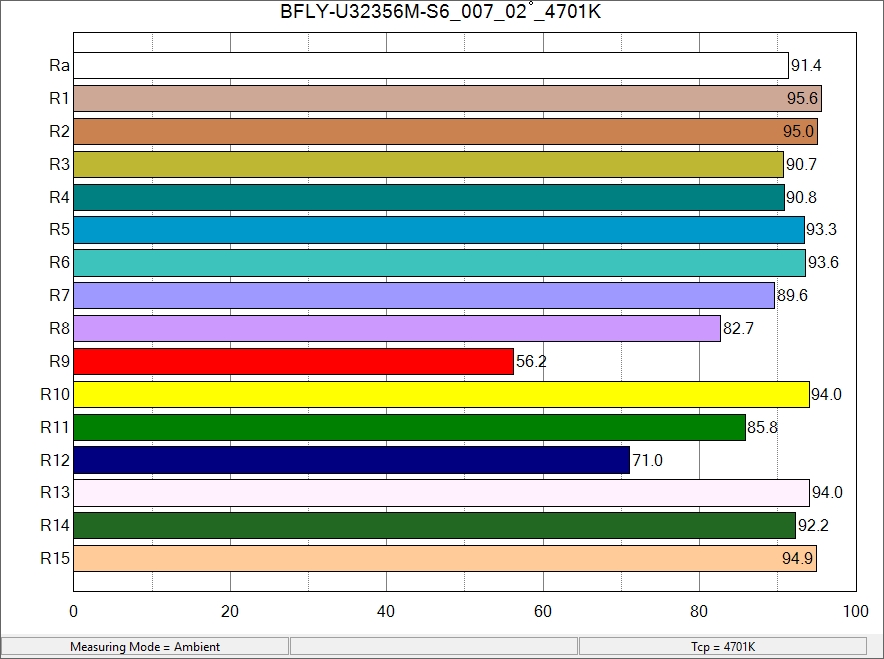 BFLY-U32356M-S6_007_02˚_4701K
Ra 91.4
R1 95.6
R2 95.0
R3 90.7
R4 90.8
R5 93.3
R6 93.6
R7 89.6
R8 82.7
R9 56.2
R10 94.0
R11 85.8
R12 71.0
R13 94.0
R14 92.2
R15 94.9
0 20 40 60 80 100
Measuring Mode = Ambient Tcp = 4701K